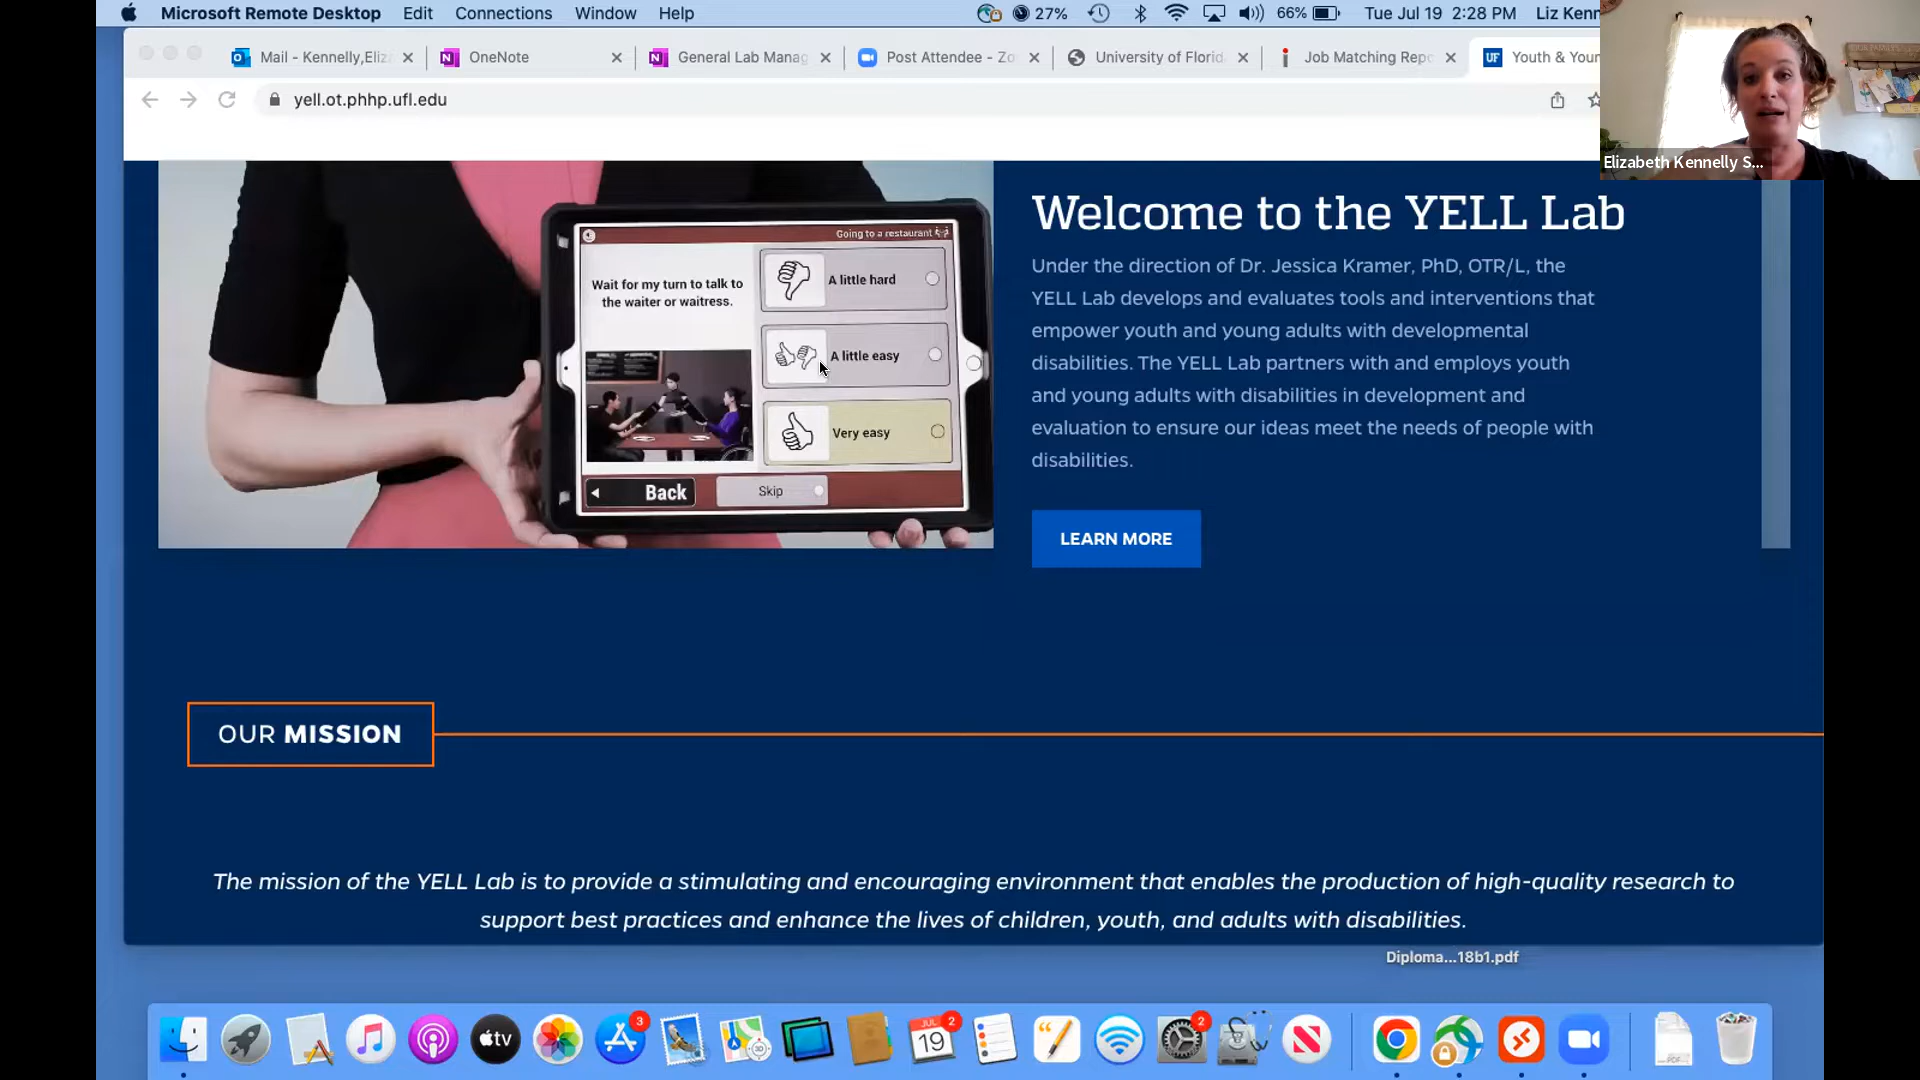 Microsoft Remote Desktop Edit Connections Window Help 27% 66% Tue Jul 19 2:28 PM Liz Kenn
Mail - Kennelly,Eliz
OneNote
General Lab Manag
Post Attendee - Zo
University of Florid
Job Matching Repo
UF Youth & Your
yell.ot.phhp.ufl.edu
Elizabeth Kennelly S...
Going to a restaurant
Wait for my turn to talk to
the waiter or waitress.
A little hard
A little easy
Very easy
Back
Skip
Welcome to the YELL Lab
Under the direction of Dr. Jessica Kramer, PhD, OTR/L, the
YELL Lab develops and evaluates tools and interventions that
empower youth and young adults with developmental
disabilities. The YELL Lab partners with and employs youth
and young adults with disabilities in development and
evaluation to ensure our ideas meet the needs of people with
disabilities.
LEARN MORE
OUR MISSION
The mission of the YELL Lab is to provide a stimulating and encouraging environment that enables the production of high-quality research to
support best practices and enhance the lives of children, youth, and adults with disabilities.
Diploma...18b1.pdf
tv
3
JUL
19
2
2